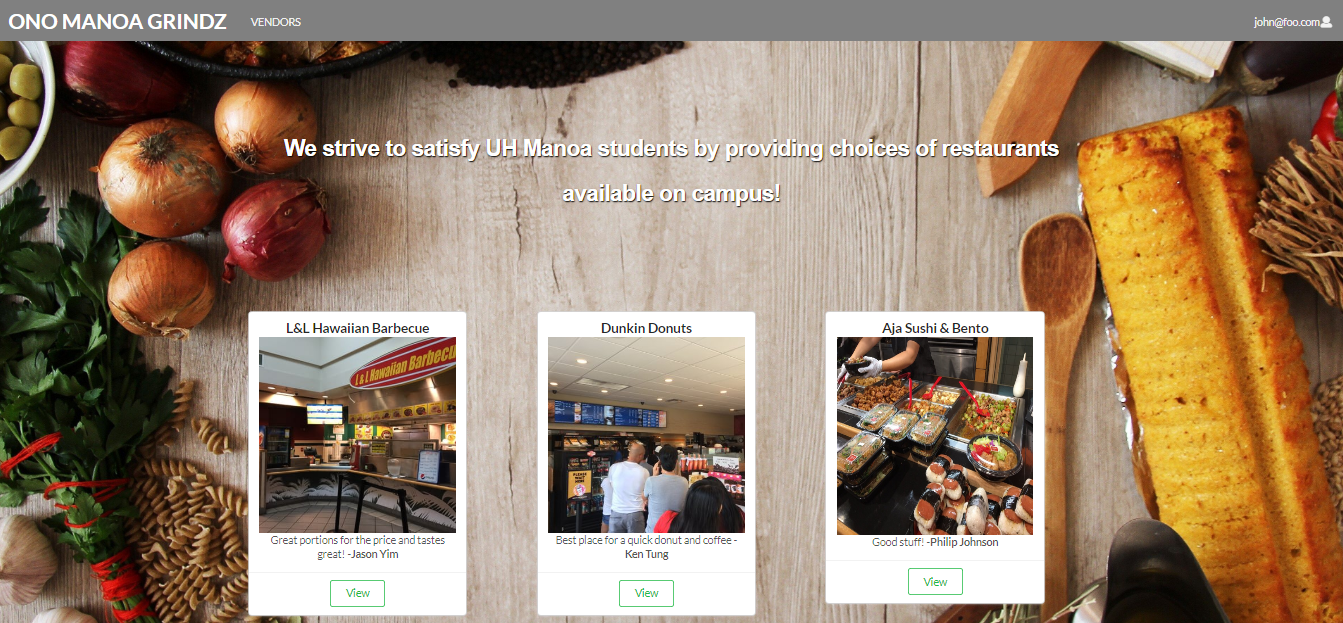 ONO MANOA GRINDZ VENDORS john@foo.com
We strive to satisfy UH Manoa students by providing choices of restaurants
available on campus!
L&L Hawaiian Barbecue
L&L Hawaiian Barbecu
Great portions for the price and tastes
great! -Jason Yim
View
Dunkin Donuts
Best place for a quick donut and coffee -
Ken Tung
View
Aja Sushi & Bento
Good stuff! -Philip Johnson
View